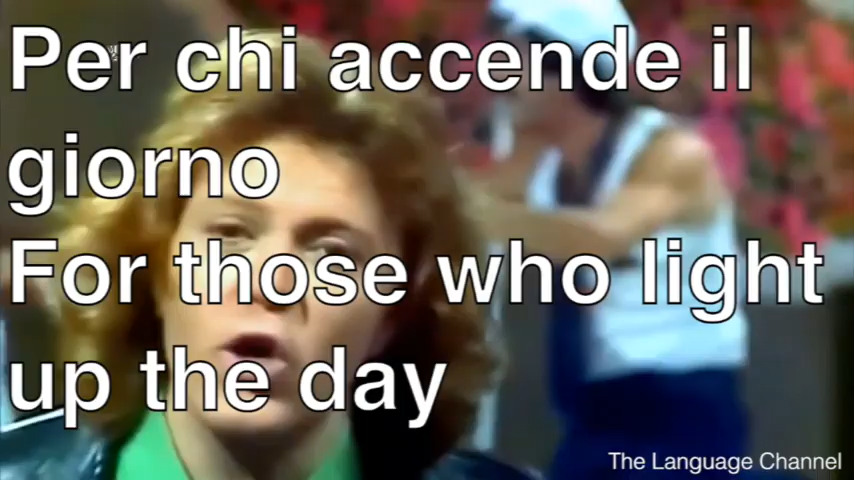 Per chi accende il
giorno
For those who light
up the day
The Language Channel